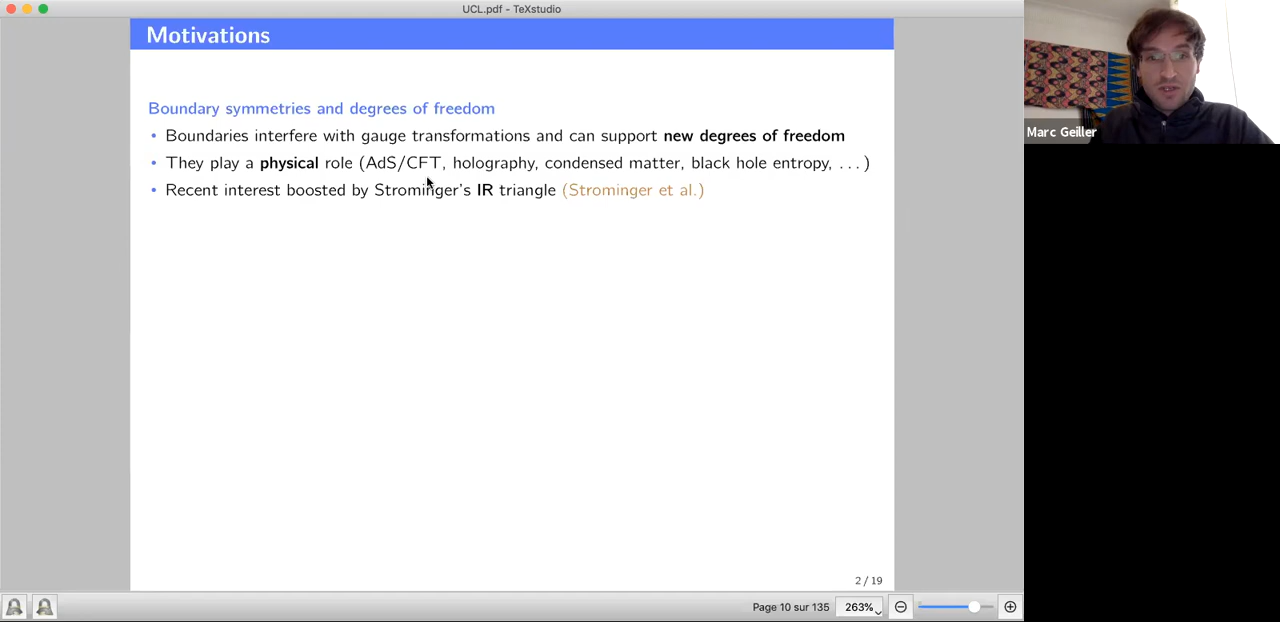 UCL.pdf - TeXstudio
Motivations
Marc Geiller
Boundary symmetries and degrees of freedom
• Boundaries interfere with gauge transformations and can support new degrees of freedom
• They play a physical role (AdS/CFT, holography, condensed matter, black hole entropy, ...)
• Recent interest boosted by Strominger's IR triangle (Strominger et al.)
2 / 19
Page 10 sur 135 263%